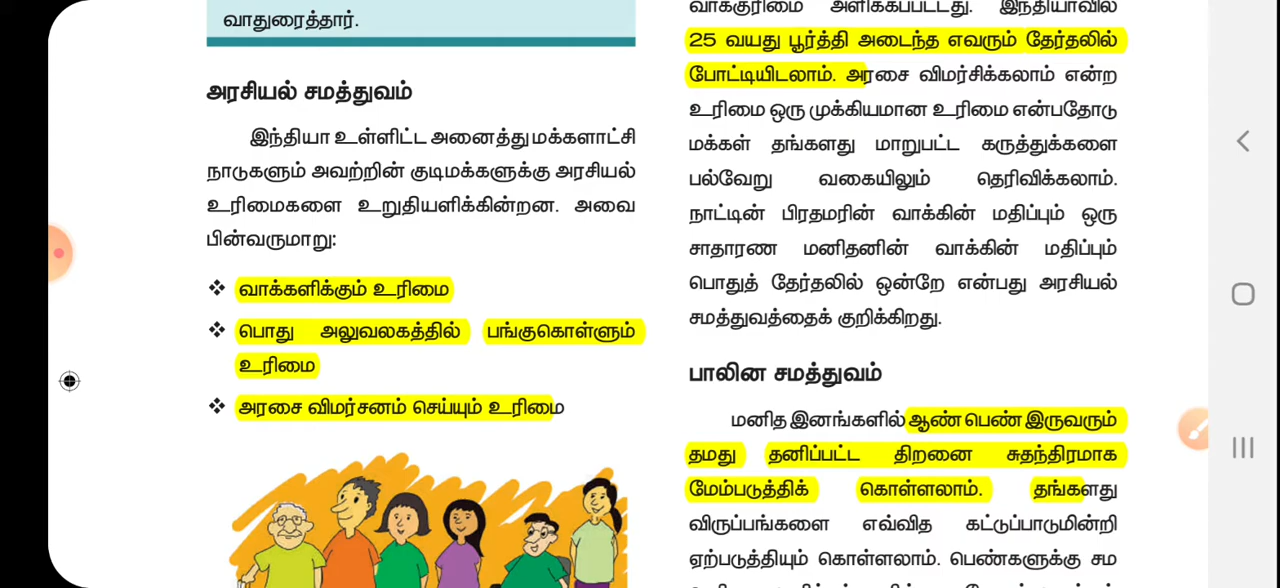 வாதுரைத்தார்.
அரசியல் சமத்துவம்
இந்தியா உள்ளிட்ட அனைத்து மக்களாட்சி
நாடுகளும் அவற்றின் குடிமக்களுக்கு அரசியல்
உரிமைகளை உறுதியளிக்கின்றன. அவை
பின்வருமாறு:
❖ வாக்களிக்கும் உரிமை
❖ பொது அலுவலகத்தில் பங்குகொள்ளும்
உரிமை
❖ அரசை விமர்சனம் செய்யும் உரிமை
வாக்குரிமை அளிக்கப்பட்டது. இந்தியாவில்
25 வயது பூர்த்தி அடைந்த எவரும் தேர்தலில்
போட்டியிடலாம். அரசை விமர்சிக்கலாம் என்ற
உரிமை ஒரு முக்கியமான உரிமை என்பதோடு
மக்கள் தங்களது மாறுபட்ட கருத்துக்களை
பல்வேறு வகையிலும் தெரிவிக்கலாம்.
நாட்டின் பிரதமரின் வாக்கின் மதிப்பும் ஒரு
சாதாரண மனிதனின் வாக்கின் மதிப்பும்
பொதுத் தேர்தலில் ஒன்றே என்பது அரசியல்
சமத்துவத்தைக் குறிக்கிறது.
பாலின சமத்துவம்
மனித இனங்களில் ஆண் பெண் இருவரும்
தமது தனிப்பட்ட திறனை சுதந்திரமாக
மேம்படுத்திக் கொள்ளலாம். தங்களது
விருப்பங்களை எவ்வித கட்டுப்பாடுமின்றி
ஏற்படுத்தியும் கொள்ளலாம். பெண்களுக்கு சம